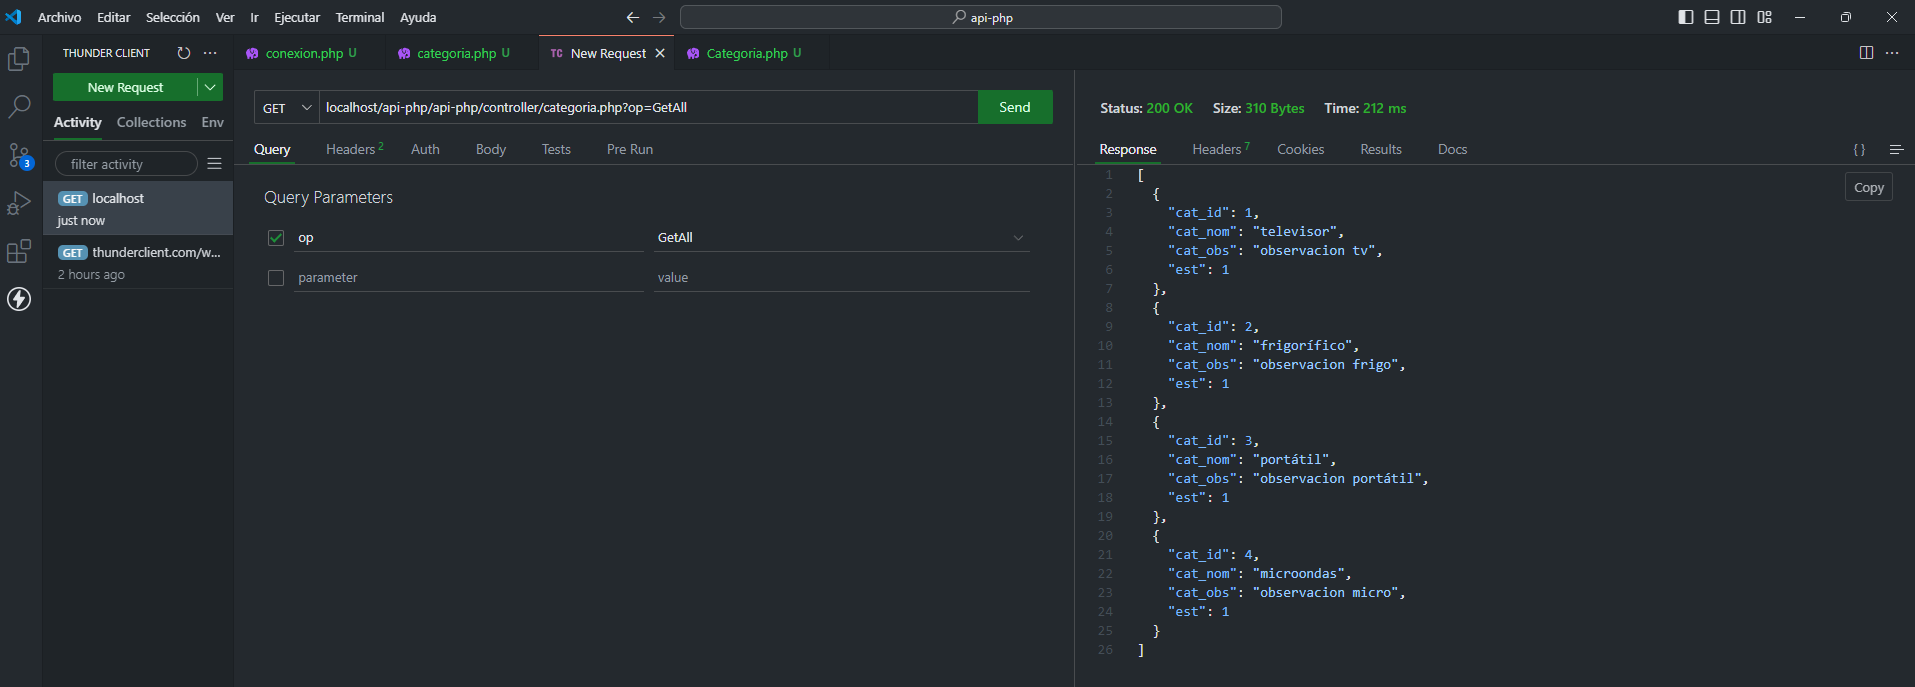 Archivo Editar Selección Ver Ir Ejecutar Terminal Ayuda
api-php
THUNDER CLIENT
New Request
Activity Collections Env
filter activity
GET localhost
just now
GET thunderclient.com/w...
2 hours ago
3
conexion.php U
categoria.php U
TC New Request
Categoria.php U
GET localhost/api-php/api-php/controller/categoria.php?op=GetAll Send
Query Headers 2 Auth Body Tests Pre Run
Query Parameters
op GetAll
parameter value
Status: 200 OK Size: 310 Bytes Time: 212 ms
Response Headers 7 Cookies Results Docs
{ }
Copy
1 [
2 {
3 "cat_id": 1,
4 "cat_nom": "televisor",
5 "cat_obs": "observacion tv",
6 "est": 1
7 },
8 {
9 "cat_id": 2,
10 "cat_nom": "frigorífico",
11 "cat_obs": "observacion frigo",
12 "est": 1
13 },
14 {
15 "cat_id": 3,
16 "cat_nom": "portátil",
17 "cat_obs": "observacion portátil",
18 "est": 1
19 },
20 {
21 "cat_id": 4,
22 "cat_nom": "microondas",
23 "cat_obs": "observacion micro",
24 "est": 1
25 }
26 ]